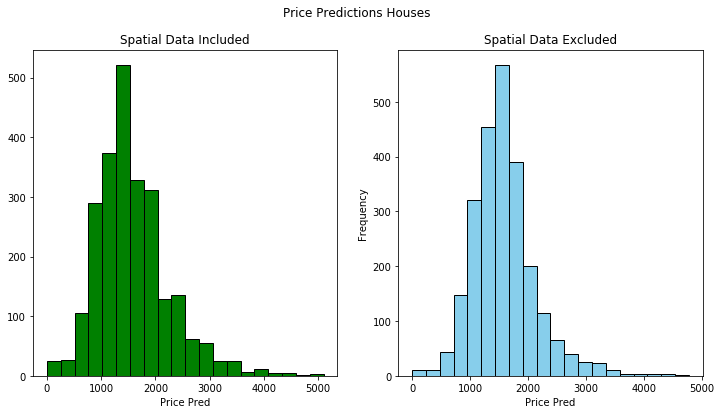 Price Predictions Houses
Spatial Data Included
500
400
300
200
100
0
0 1000 2000 3000 4000 5000
Price Pred
Spatial Data Excluded
Frequency
500
400
300
200
100
0
0 1000 2000 3000 4000 5000
Price Pred